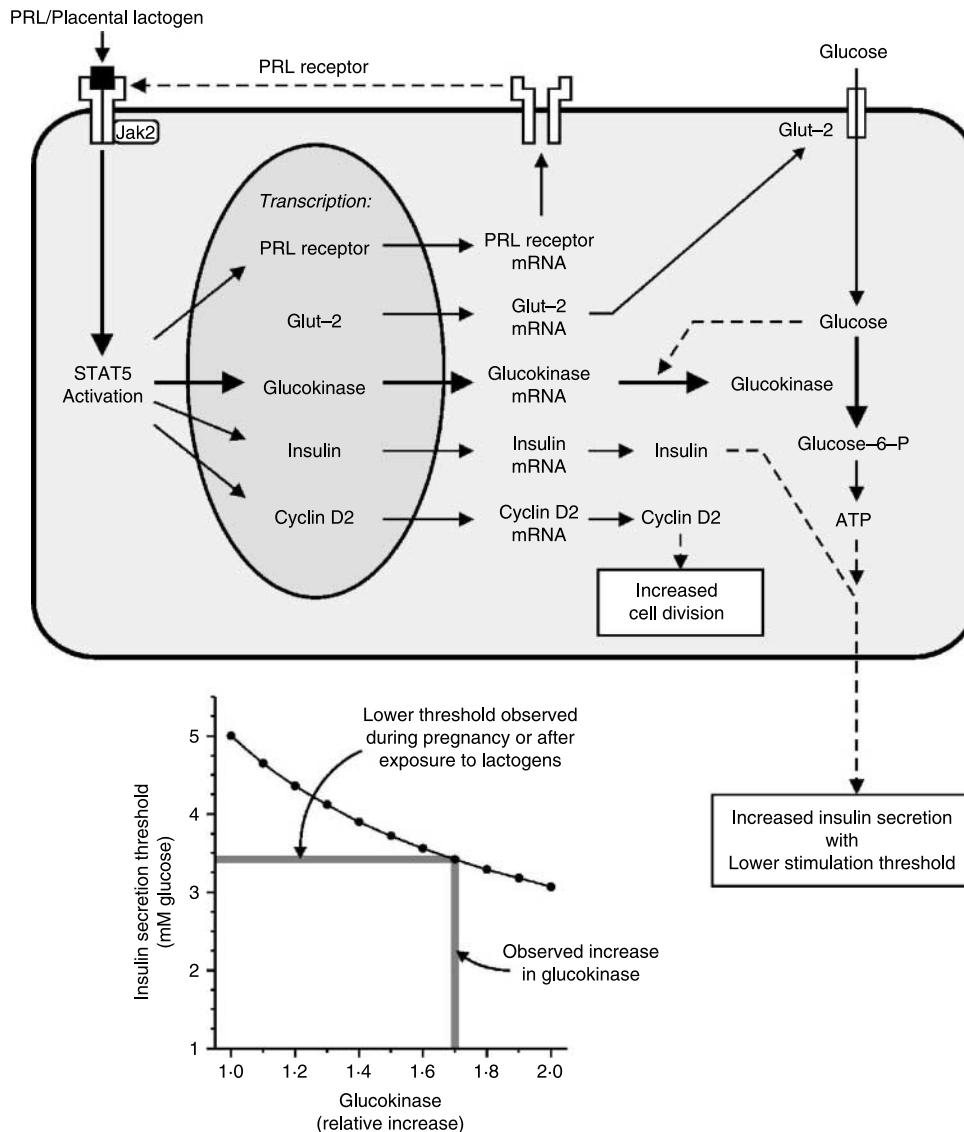 PRL/Placental lactogen
PRL receptor
Glucose
Jak2
Glut–2
Transcription:
PRL receptor
PRL receptor
mRNA
Glut–2
Glut–2
mRNA
Glucose
STAT5
Activation
Glucokinase
Glucokinase
mRNA
Glucokinase
Glucose–6–P
Insulin
Insulin
mRNA
Insulin
Cyclin D2
Cyclin D2
mRNA
Cyclin D2
ATP
Increased
cell division
Increased insulin secretion
with
Lower stimulation threshold
Lower threshold observed
during pregnancy or after
exposure to lactogens
Observed increase
in glucokinase
Insulin secretion threshold
(mM glucose)
5
4
3
2
1
1·0 1·2 1·4 1·6 1·8 2·0
Glucokinase
(relative increase)